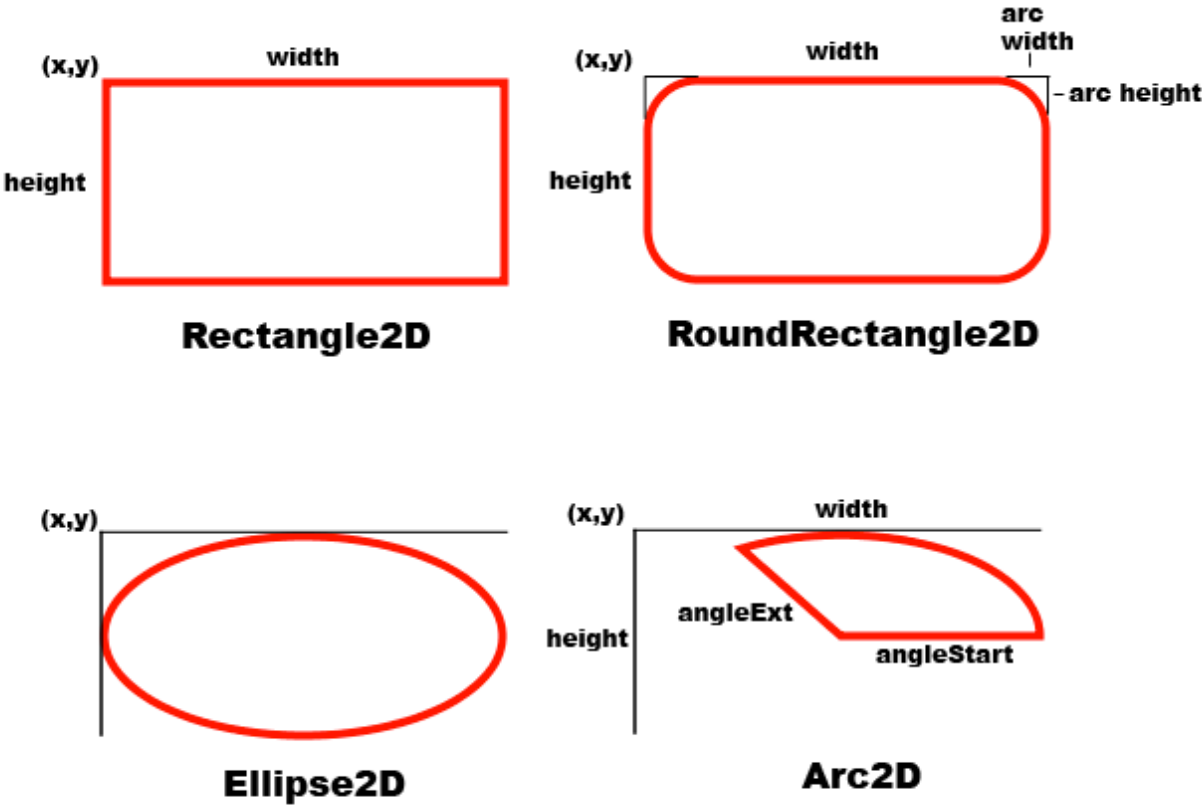 (x,y)
width
height
Rectangle2D
(x,y)
width
arc
width
arc height
height
RoundRectangle2D
(x,y)
Ellipse2D
(x,y)
width
height
angleExt
angleStart
Arc2D